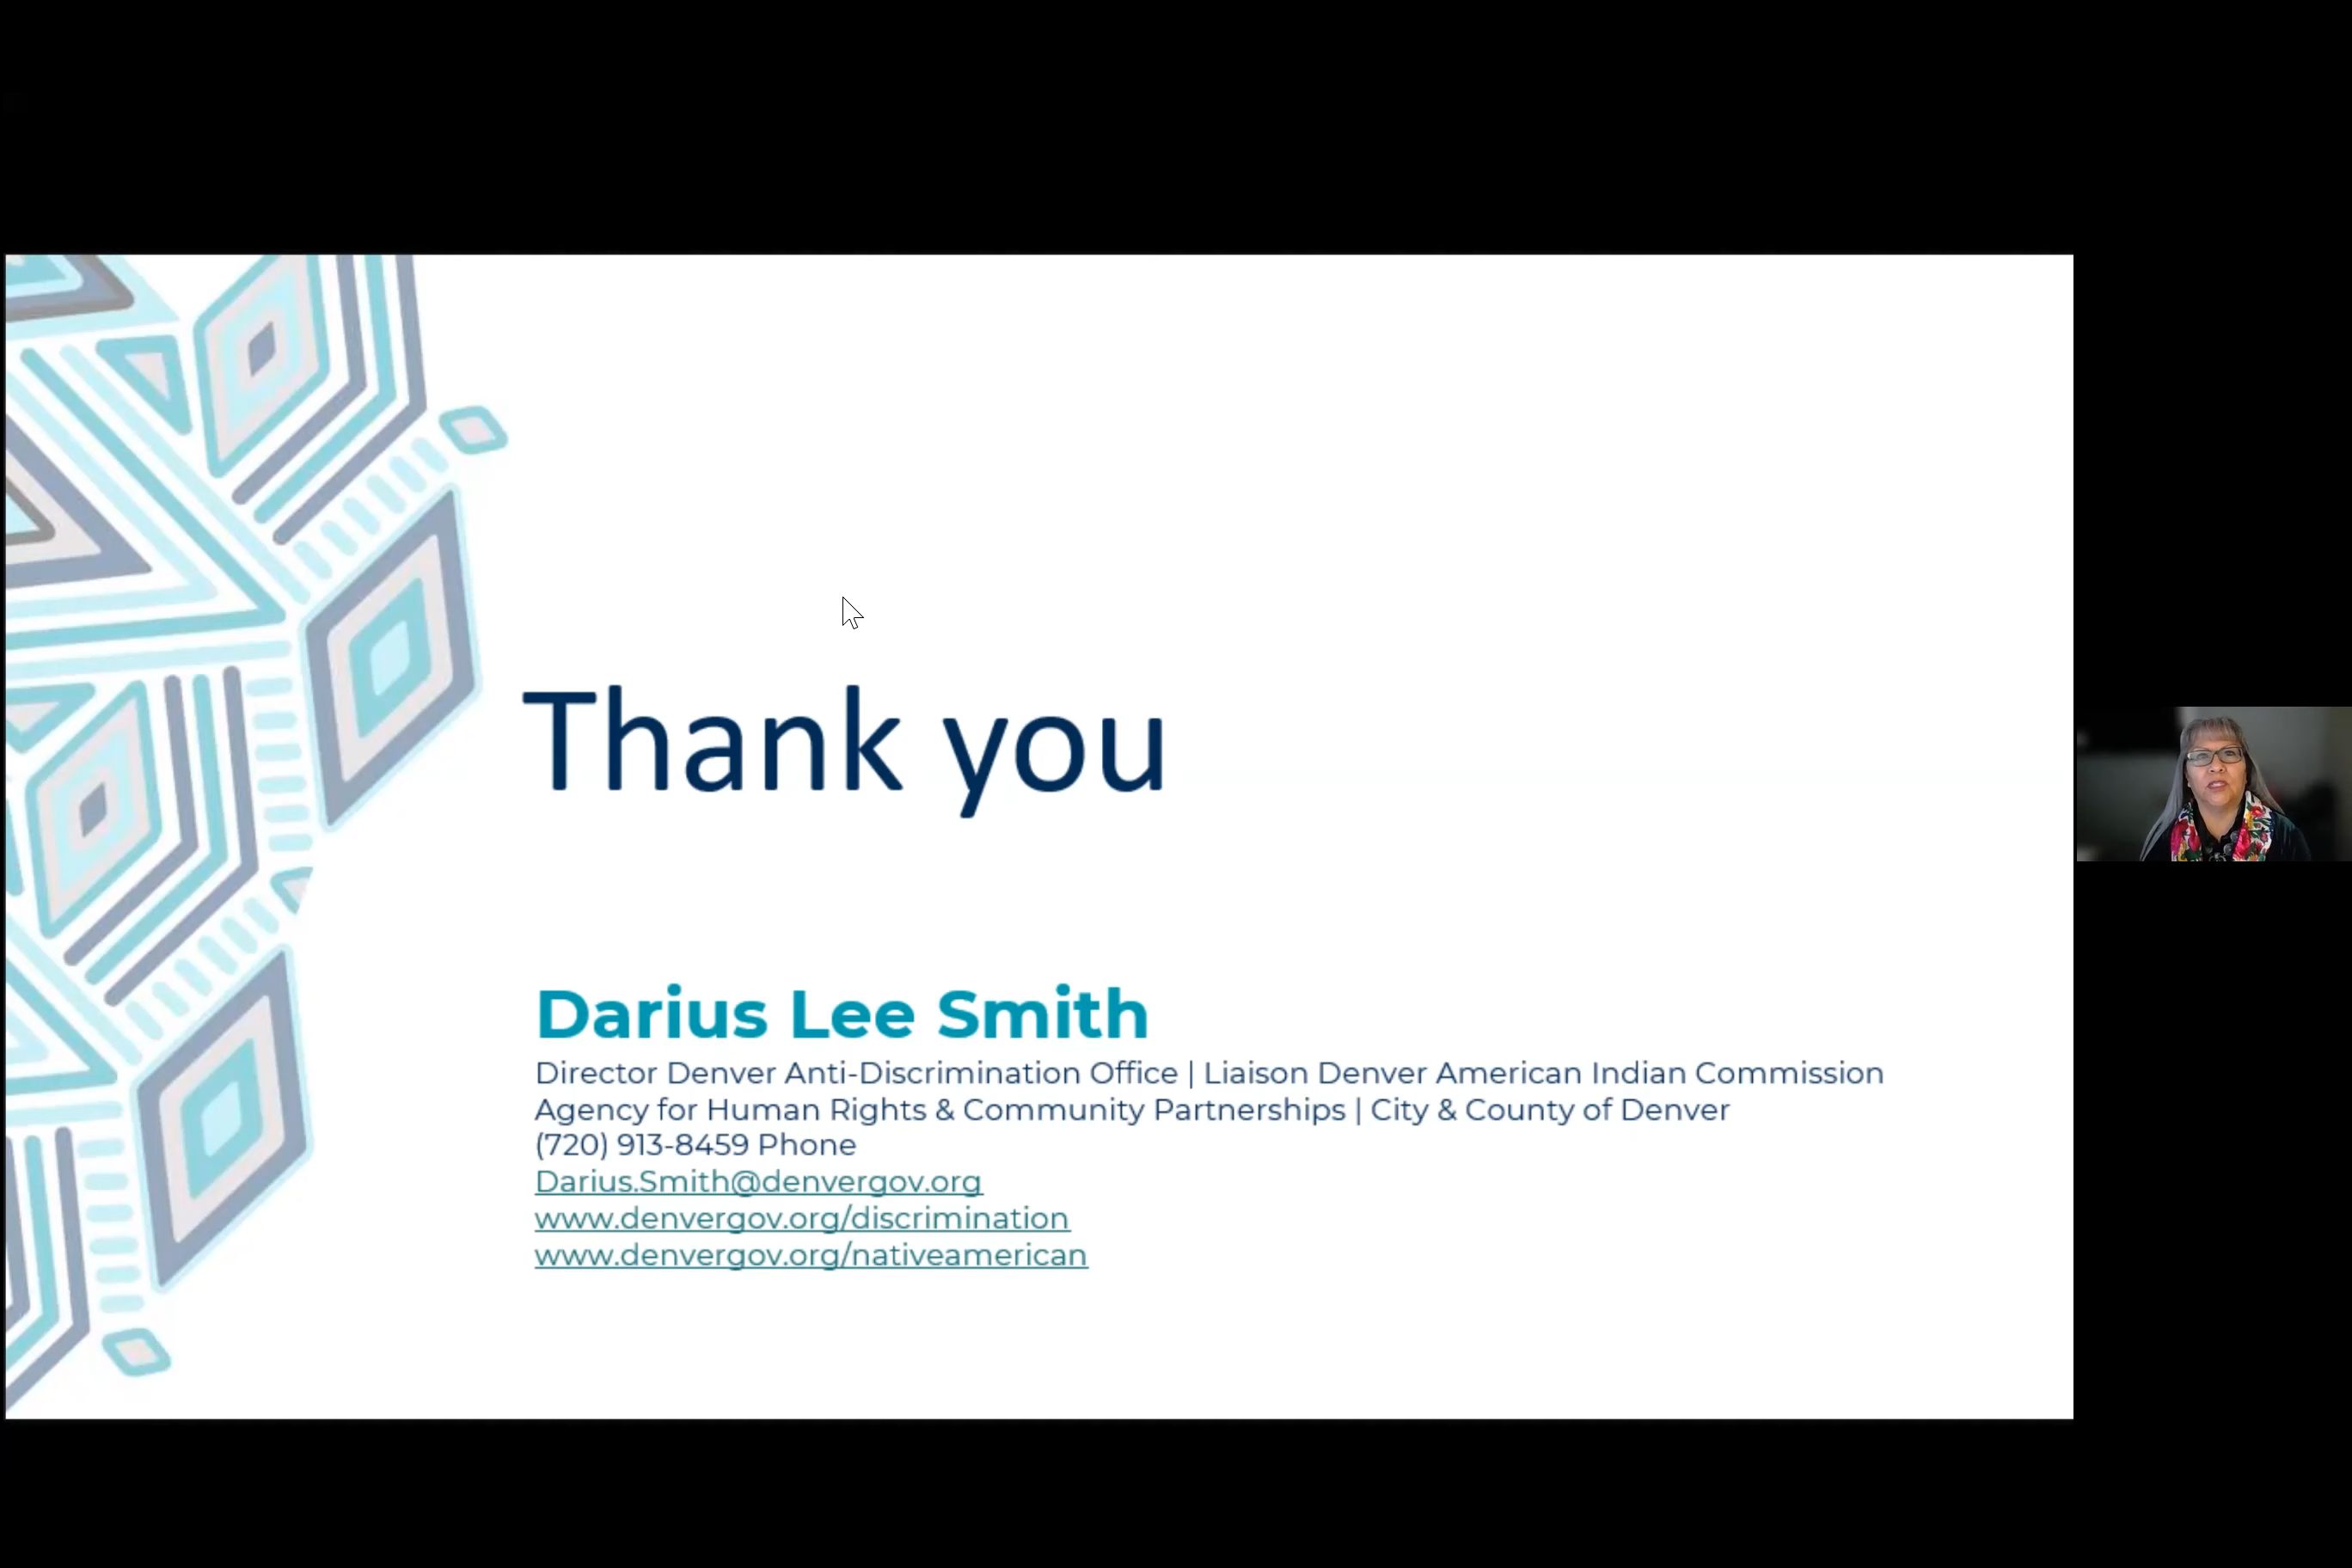 Thank you
Darius Lee Smith
Director Denver Anti-Discrimination Office | Liaison Denver American Indian Commission
Agency for Human Rights & Community Partnerships | City & County of Denver
(720) 913-8459 Phone
Darius.Smith@denvergov.org
www.denvergov.org/discrimination
www.denvergov.org/nativeamerican